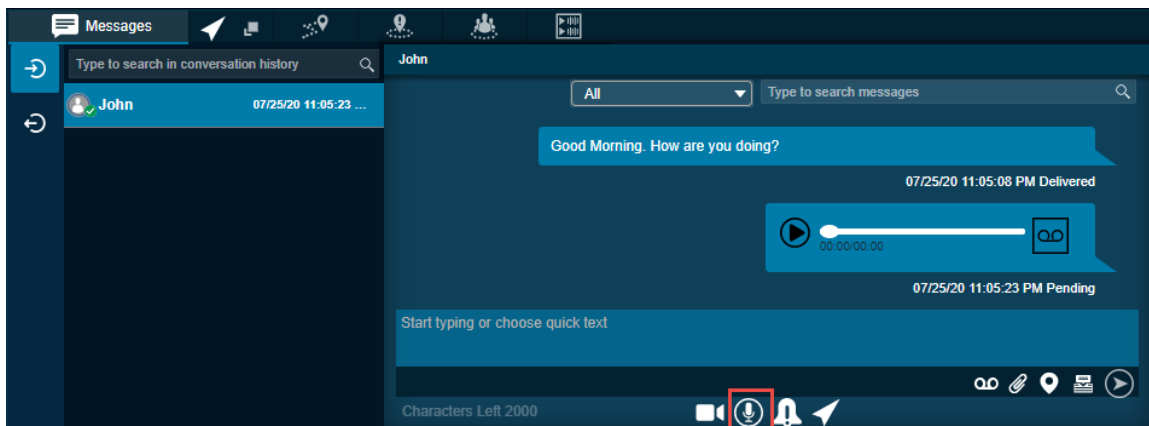 Messages
Type to search in conversation history
John
07/25/20 11:05:23 ...
John
All
Type to search messages
Good Morning. How are you doing?
07/25/20 11:05:08 PM Delivered
00:00/00:00
07/25/20 11:05:23 PM Pending
Start typing or choose quick text
Characters Left 2000